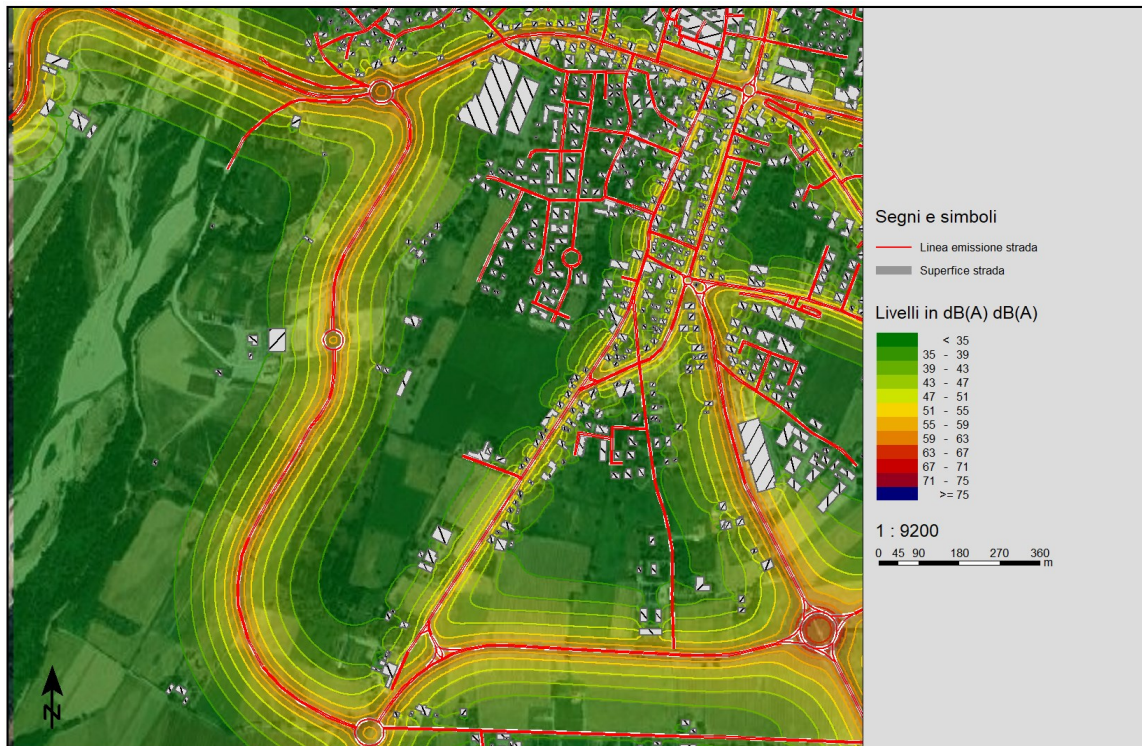 Segni e simboli
Linea emissione strada
Superfice strada
Livelli in dB(A) dB(A)
< 35
35 - 39
39 - 43
43 - 47
47 - 51
51 - 55
55 - 59
59 - 63
63 - 67
67 - 71
71 - 75
>= 75
1 : 9200
0 45 90 180 270 360
m
N